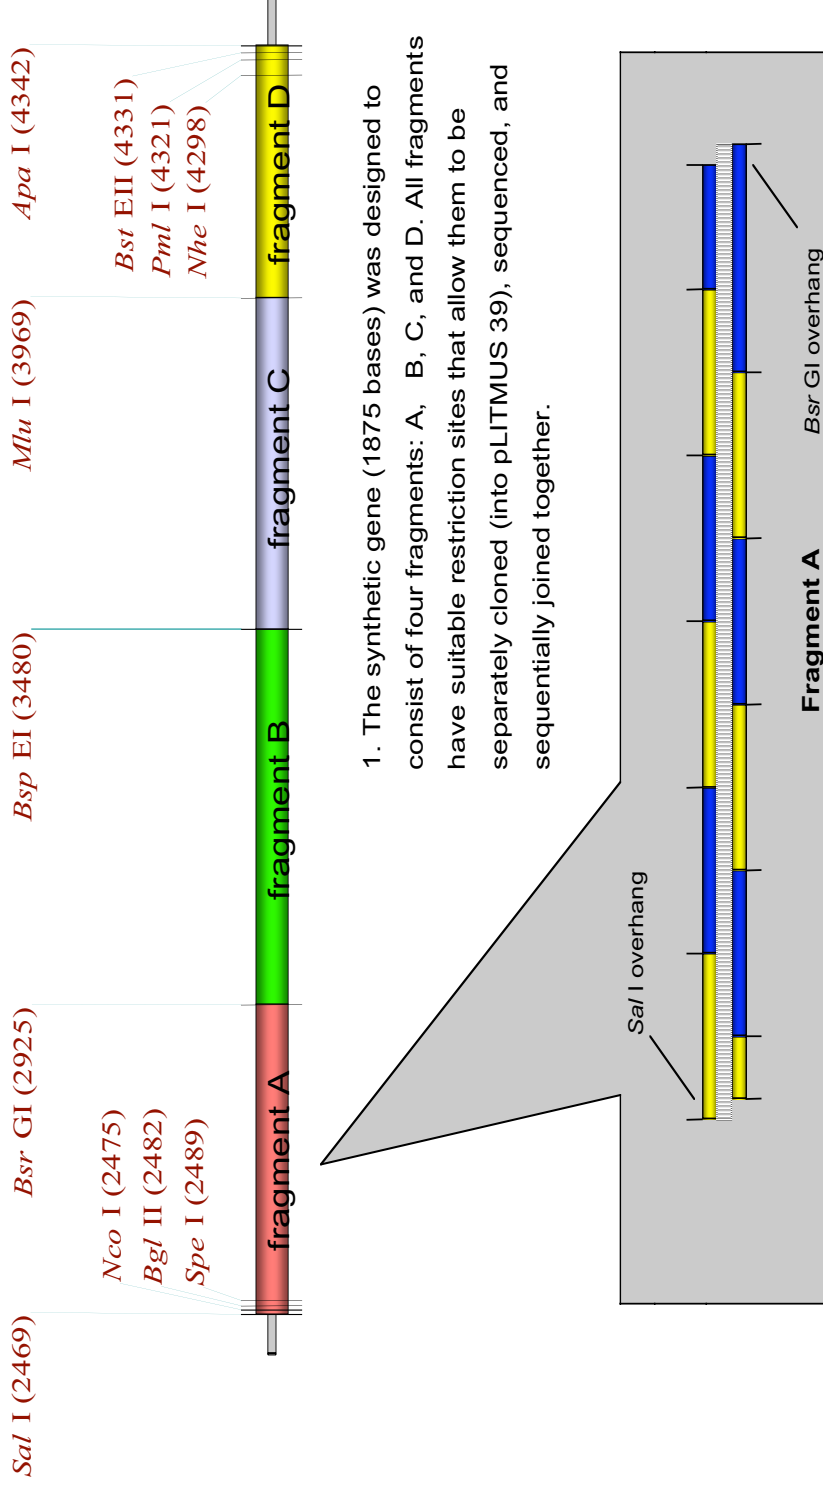 Sal I (2469)
Bsr GI (2925)
Bsp EI (3480)
Mlu I (3969)
Apa I (4342)
Nco I (2475)
Bgl II (2482)
Spe I (2489)
Bst EII (4331)
Pml I (4321)
Nhe I (4298)
fragment A
fragment B
fragment C
fragment D
1. The synthetic gene (1875 bases) was designed to
consist of four fragments: A, B, C, and D. All fragments
have suitable restriction sites that allow them to be
separately cloned (into pLITMUS 39), sequenced, and
sequentially joined together.
Sal I overhang
Bsr GI overhang
Fragment A